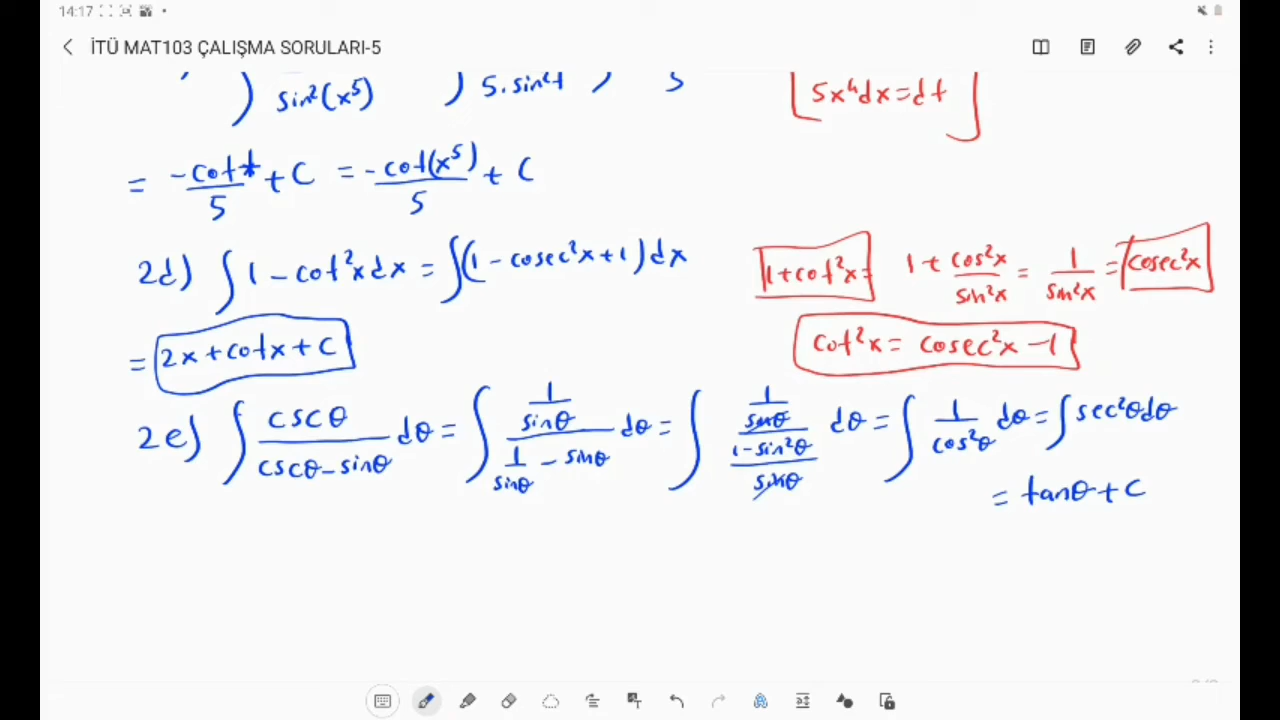 14:17
İTÜ MAT103 ÇALIŞMA SORULARI-5
sin²(x⁵) 5.sin²t 5 5x⁴dx=dt
= -cot t/5 + C = -cot(x⁵)/5 + C
2d) ∫ 1 - cot²x dx = ∫(1 - cosec²x + 1) dx
1+cot²x= 1 + cos²x/sin²x = 1/sin²x = cosec²x
= 2x + cotx + C
cot²x = cosec²x - 1
2e) ∫ cscθ/(cscθ - sinθ) dθ = ∫ (1/sinθ)/(1/sinθ - sinθ) dθ = ∫ (1/sinθ)/((1-sin²θ)/sinθ) dθ = ∫ 1/cos²θ dθ = ∫ sec²θdθ
= tanθ + C